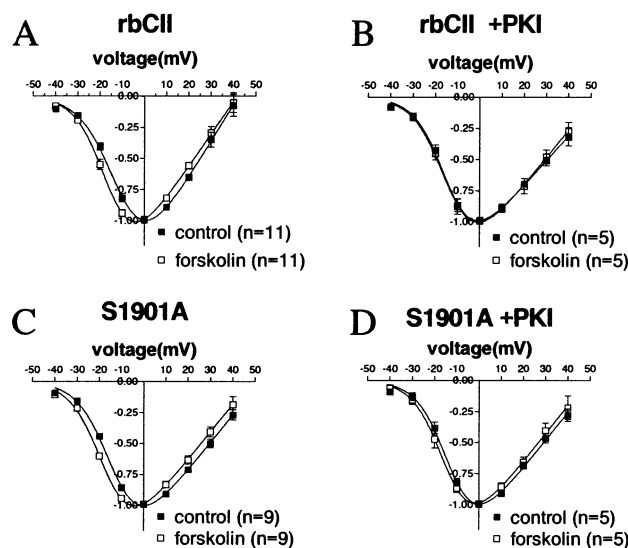 A
rbCII
voltage(mV)
-50 -40 -30 -20 -10 10 20 30 40 50
0.00
-0.25
-0.50
-0.75
-1.00
control (n=11)
forskolin (n=11)
B
rbCII +PKI
voltage(mV)
-50 -40 -30 -20 -10 10 20 30 40 50
0.00
-0.25
-0.50
-0.75
-1.00
control (n=5)
forskolin (n=5)
C
S1901A
voltage(mV)
-50 -40 -30 -20 -10 10 20 30 40 50
0.00
-0.25
-0.50
-0.75
-1.00
control (n=9)
forskolin (n=9)
D
S1901A +PKI
voltage(mV)
-50 -40 -30 -20 -10 10 20 30 40 50
0.00
-0.25
-0.50
-0.75
-1.00
control (n=5)
forskolin (n=5)